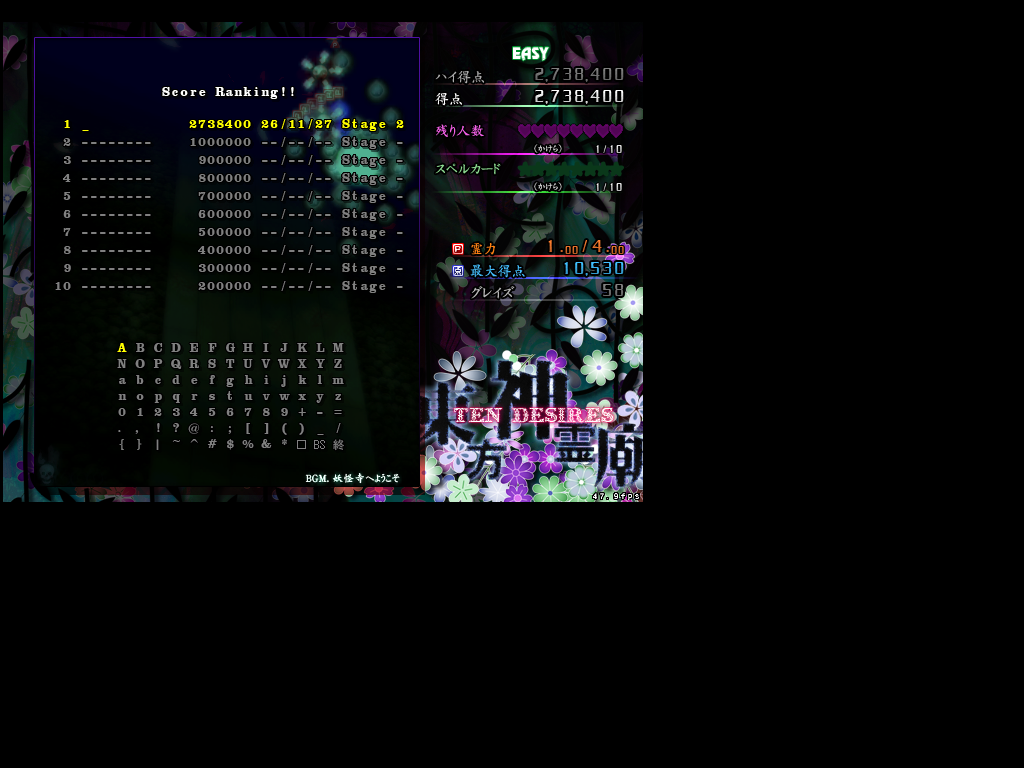 Score Ranking!!
1 _ 2738400 26/11/27 Stage 2
2 -------- 1000000 --/--/-- Stage -
3 -------- 900000 --/--/-- Stage -
4 -------- 800000 --/--/-- Stage -
5 -------- 700000 --/--/-- Stage -
6 -------- 600000 --/--/-- Stage -
7 -------- 500000 --/--/-- Stage -
8 -------- 400000 --/--/-- Stage -
9 -------- 300000 --/--/-- Stage -
10 -------- 200000 --/--/-- Stage -
A B C D E F G H I J K L M
N O P Q R S T U V W X Y Z
a b c d e f g h i j k l m
n o p q r s t u v w x y z
0 1 2 3 4 5 6 7 8 9 + - =
. , ! ? @ : ; [ ] ( ) _ /
{ } | ~ ^ # $ % & * □ BS 終
BGM. 妖怪寺へようこそ
EASY
ハイ得点 2,738,400
得点 2,738,400
残り人数
(かけら) 1/10
スペルカード
(かけら) 1/10
P 霊力 1.00/4.00
点 最大得点 10,530
グレイズ 58
東方神霊廟
TEN DESIRES
47.9fps